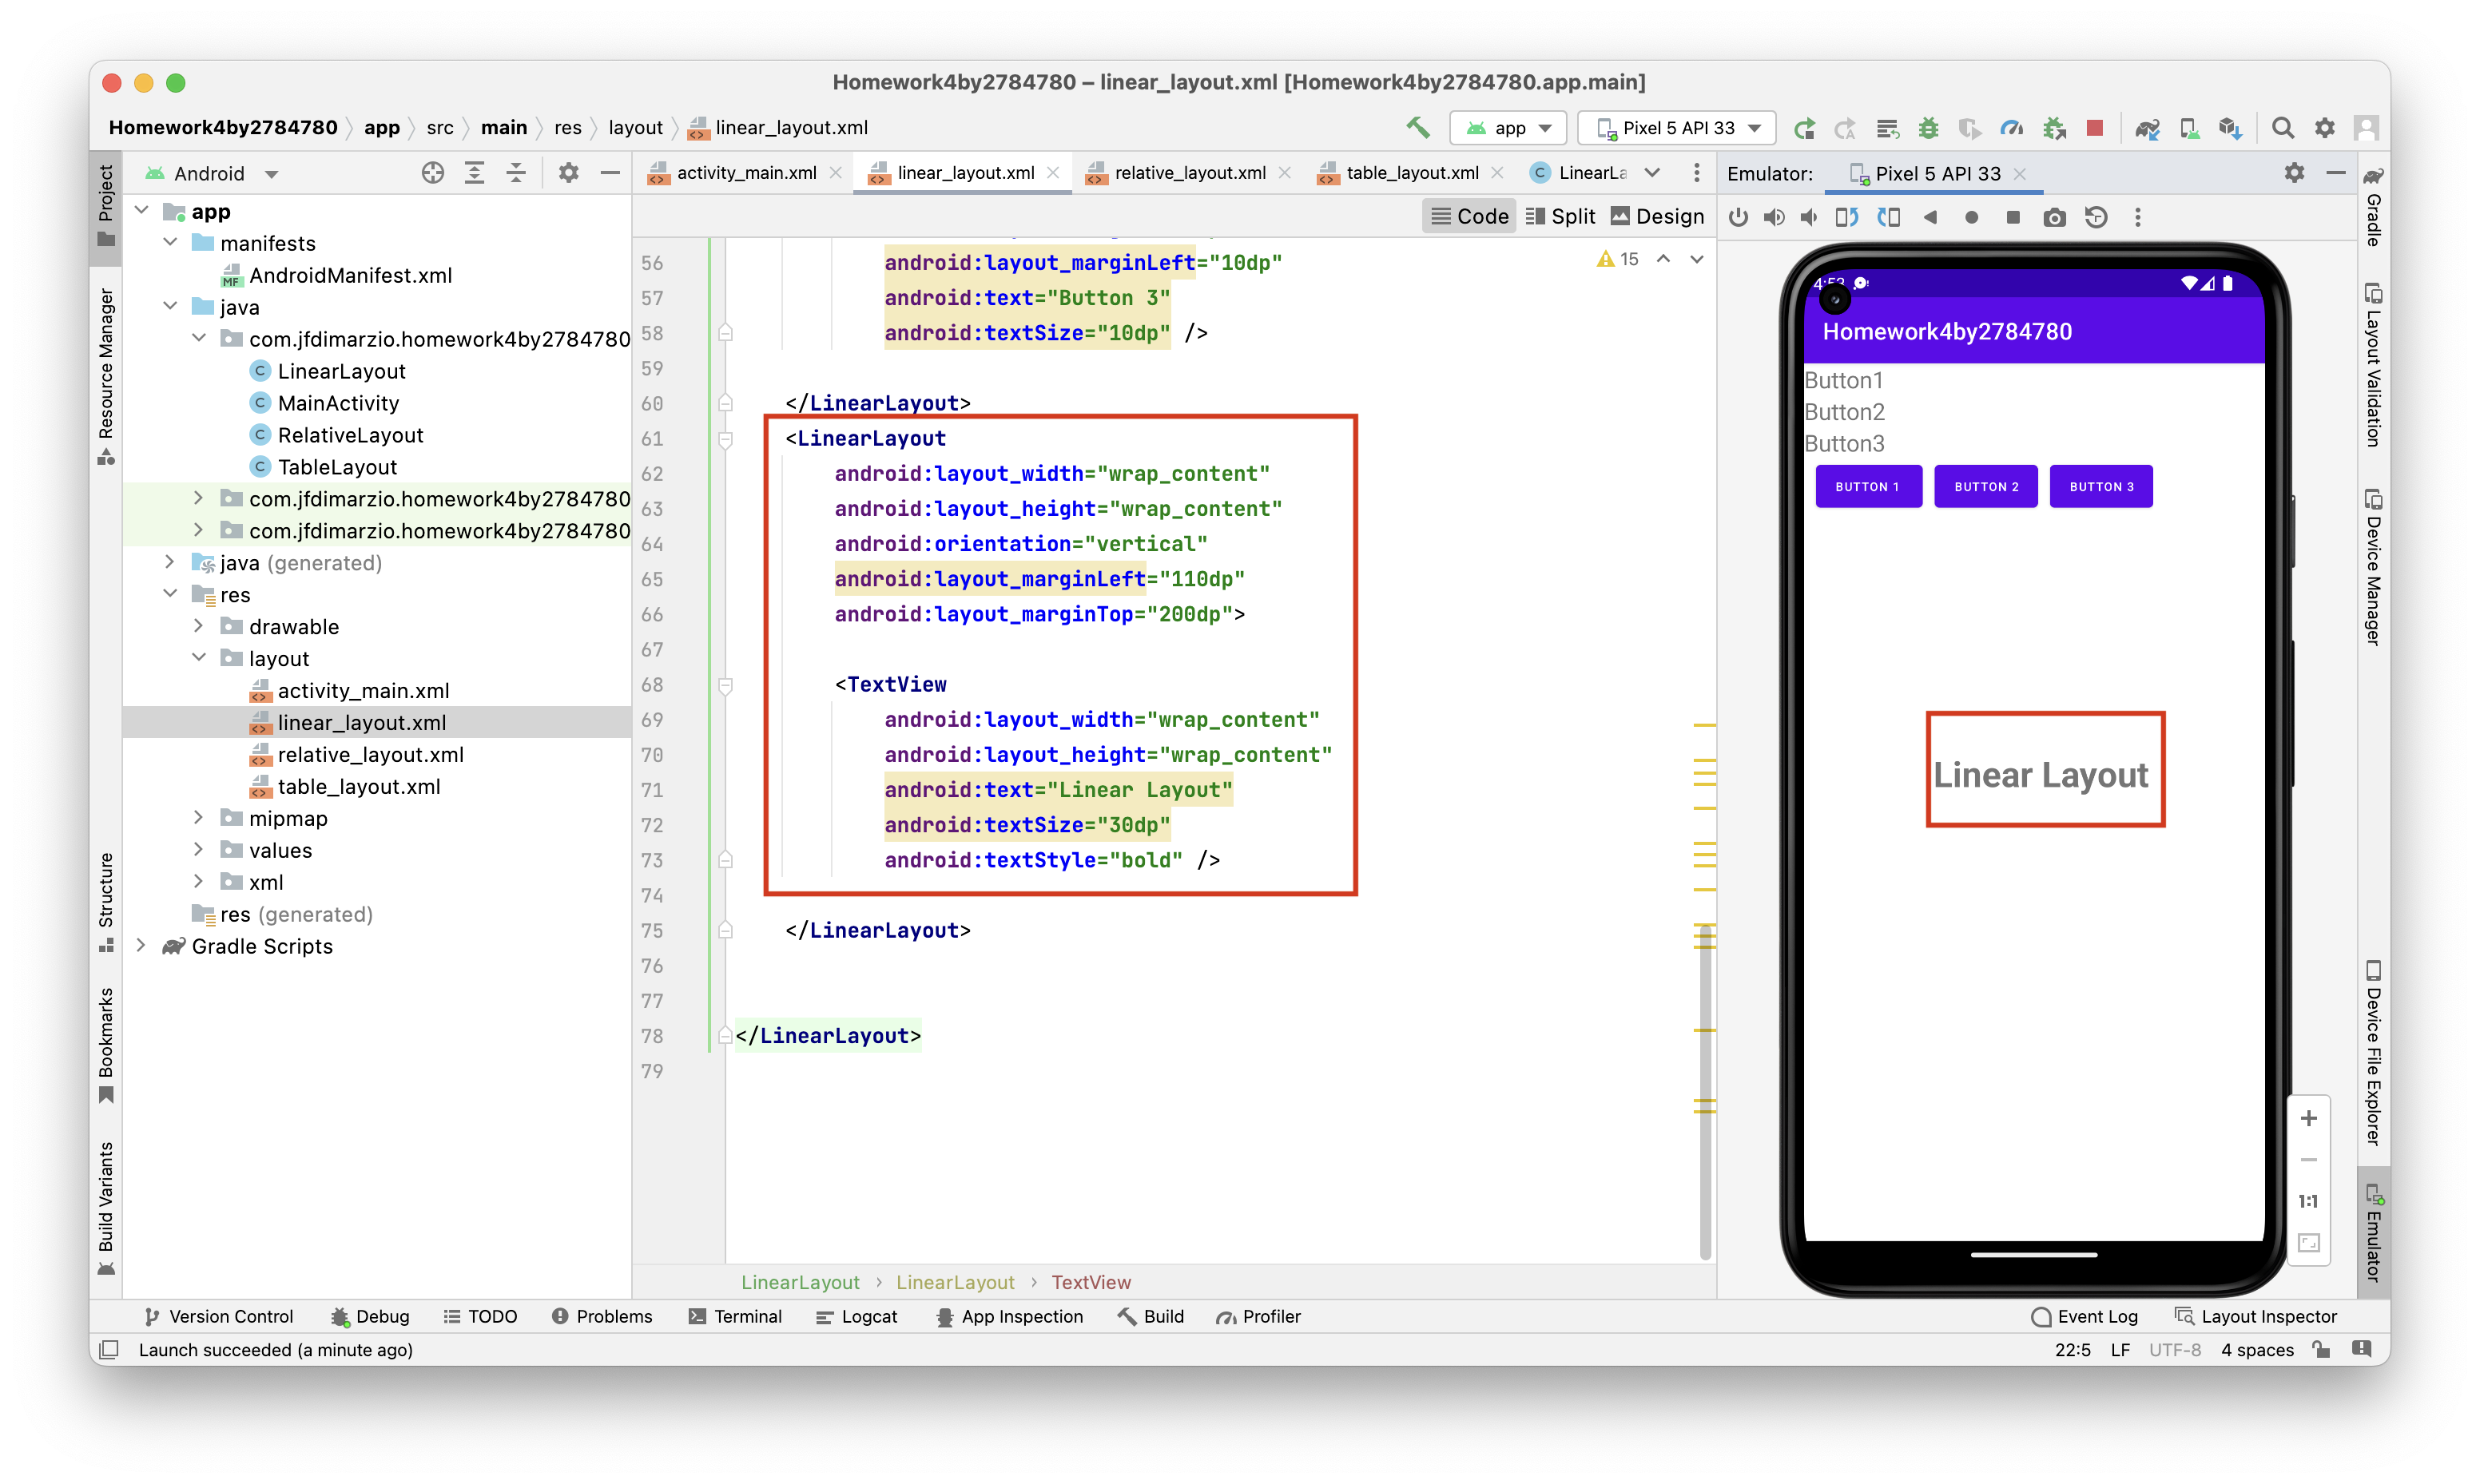 Homework4by2784780 – linear_layout.xml [Homework4by2784780.app.main]
Homework4by2784780 app src main res layout linear_layout.xml
app Pixel 5 API 33
Project
Resource Manager
Structure
Bookmarks
Build Variants
Android
app
manifests
AndroidManifest.xml
java
com.jfdimarzio.homework4by2784780
LinearLayout
MainActivity
RelativeLayout
TableLayout
com.jfdimarzio.homework4by2784780
com.jfdimarzio.homework4by2784780
java (generated)
res
drawable
layout
activity_main.xml
linear_layout.xml
relative_layout.xml
table_layout.xml
mipmap
values
xml
res (generated)
Gradle Scripts
activity_main.xml linear_layout.xml relative_layout.xml table_layout.xml LinearLa
Code Split Design
15
56 android:layout_marginLeft="10dp"
57 android:text="Button 3"
58 android:textSize="10dp" />
59
60 </LinearLayout>
61 <LinearLayout
62 android:layout_width="wrap_content"
63 android:layout_height="wrap_content"
64 android:orientation="vertical"
65 android:layout_marginLeft="110dp"
66 android:layout_marginTop="200dp">
67
68 <TextView
69 android:layout_width="wrap_content"
70 android:layout_height="wrap_content"
71 android:text="Linear Layout"
72 android:textSize="30dp"
73 android:textStyle="bold" />
74
75 </LinearLayout>
76
77
78 </LinearLayout>
79
LinearLayout › LinearLayout › TextView
Emulator: Pixel 5 API 33
Homework4by2784780
Button1
Button2
Button3
BUTTON 1 BUTTON 2 BUTTON 3
Linear Layout
1:1
Gradle
Layout Validation
Device Manager
Device File Explorer
Emulator
Version Control Debug TODO Problems Terminal Logcat App Inspection Build Profiler Event Log Layout Inspector
Launch succeeded (a minute ago) 22:5 LF UTF-8 4 spaces